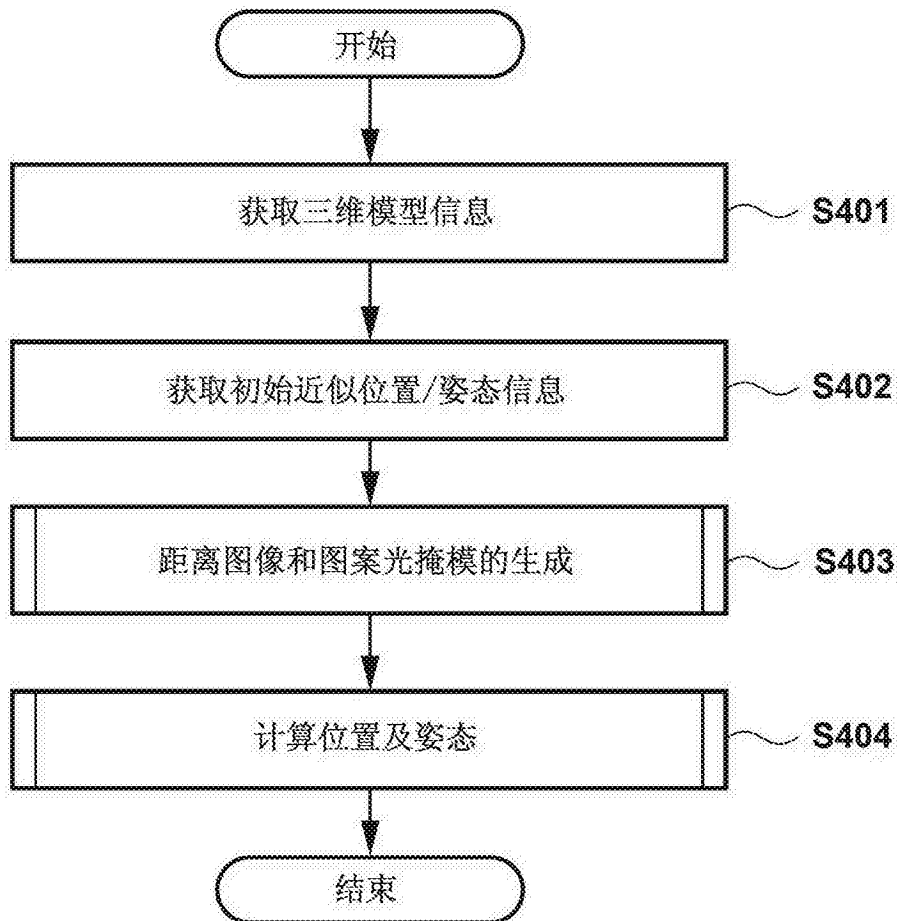 开始
获取三维模型信息
S401
获取初始近似位置/姿态信息
S402
距离图像和图案光掩模的生成
S403
计算位置及姿态
S404
结束